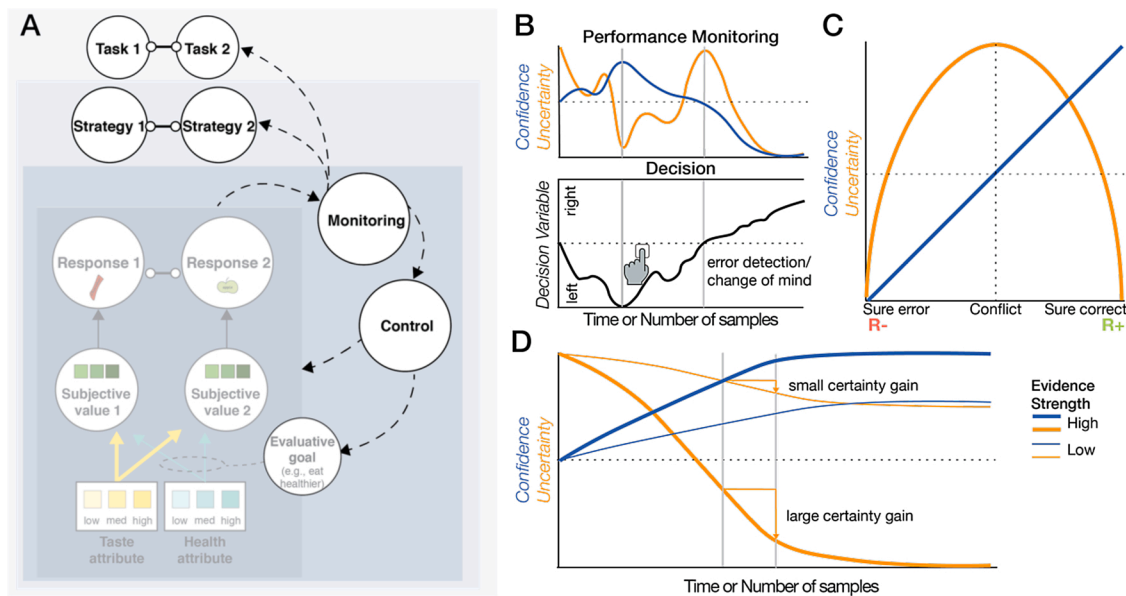 A
Task 1
Task 2
Strategy 1
Strategy 2
Monitoring
Response 1
Response 2
Control
Subjective
value 1
Subjective
value 2
Evaluative
goal
(e.g., eat
healthier)
low med high
low med high
Taste
attribute
Health
attribute
B
Performance Monitoring
Confidence
Uncertainty
Decision
Decision Variable
right
left
error detection/
change of mind
Time or Number of samples
C
Confidence
Uncertainty
Sure error
Conflict
Sure correct
R-
R+
D
Confidence
Uncertainty
small certainty gain
large certainty gain
Time or Number of samples
Evidence
Strength
High
Low